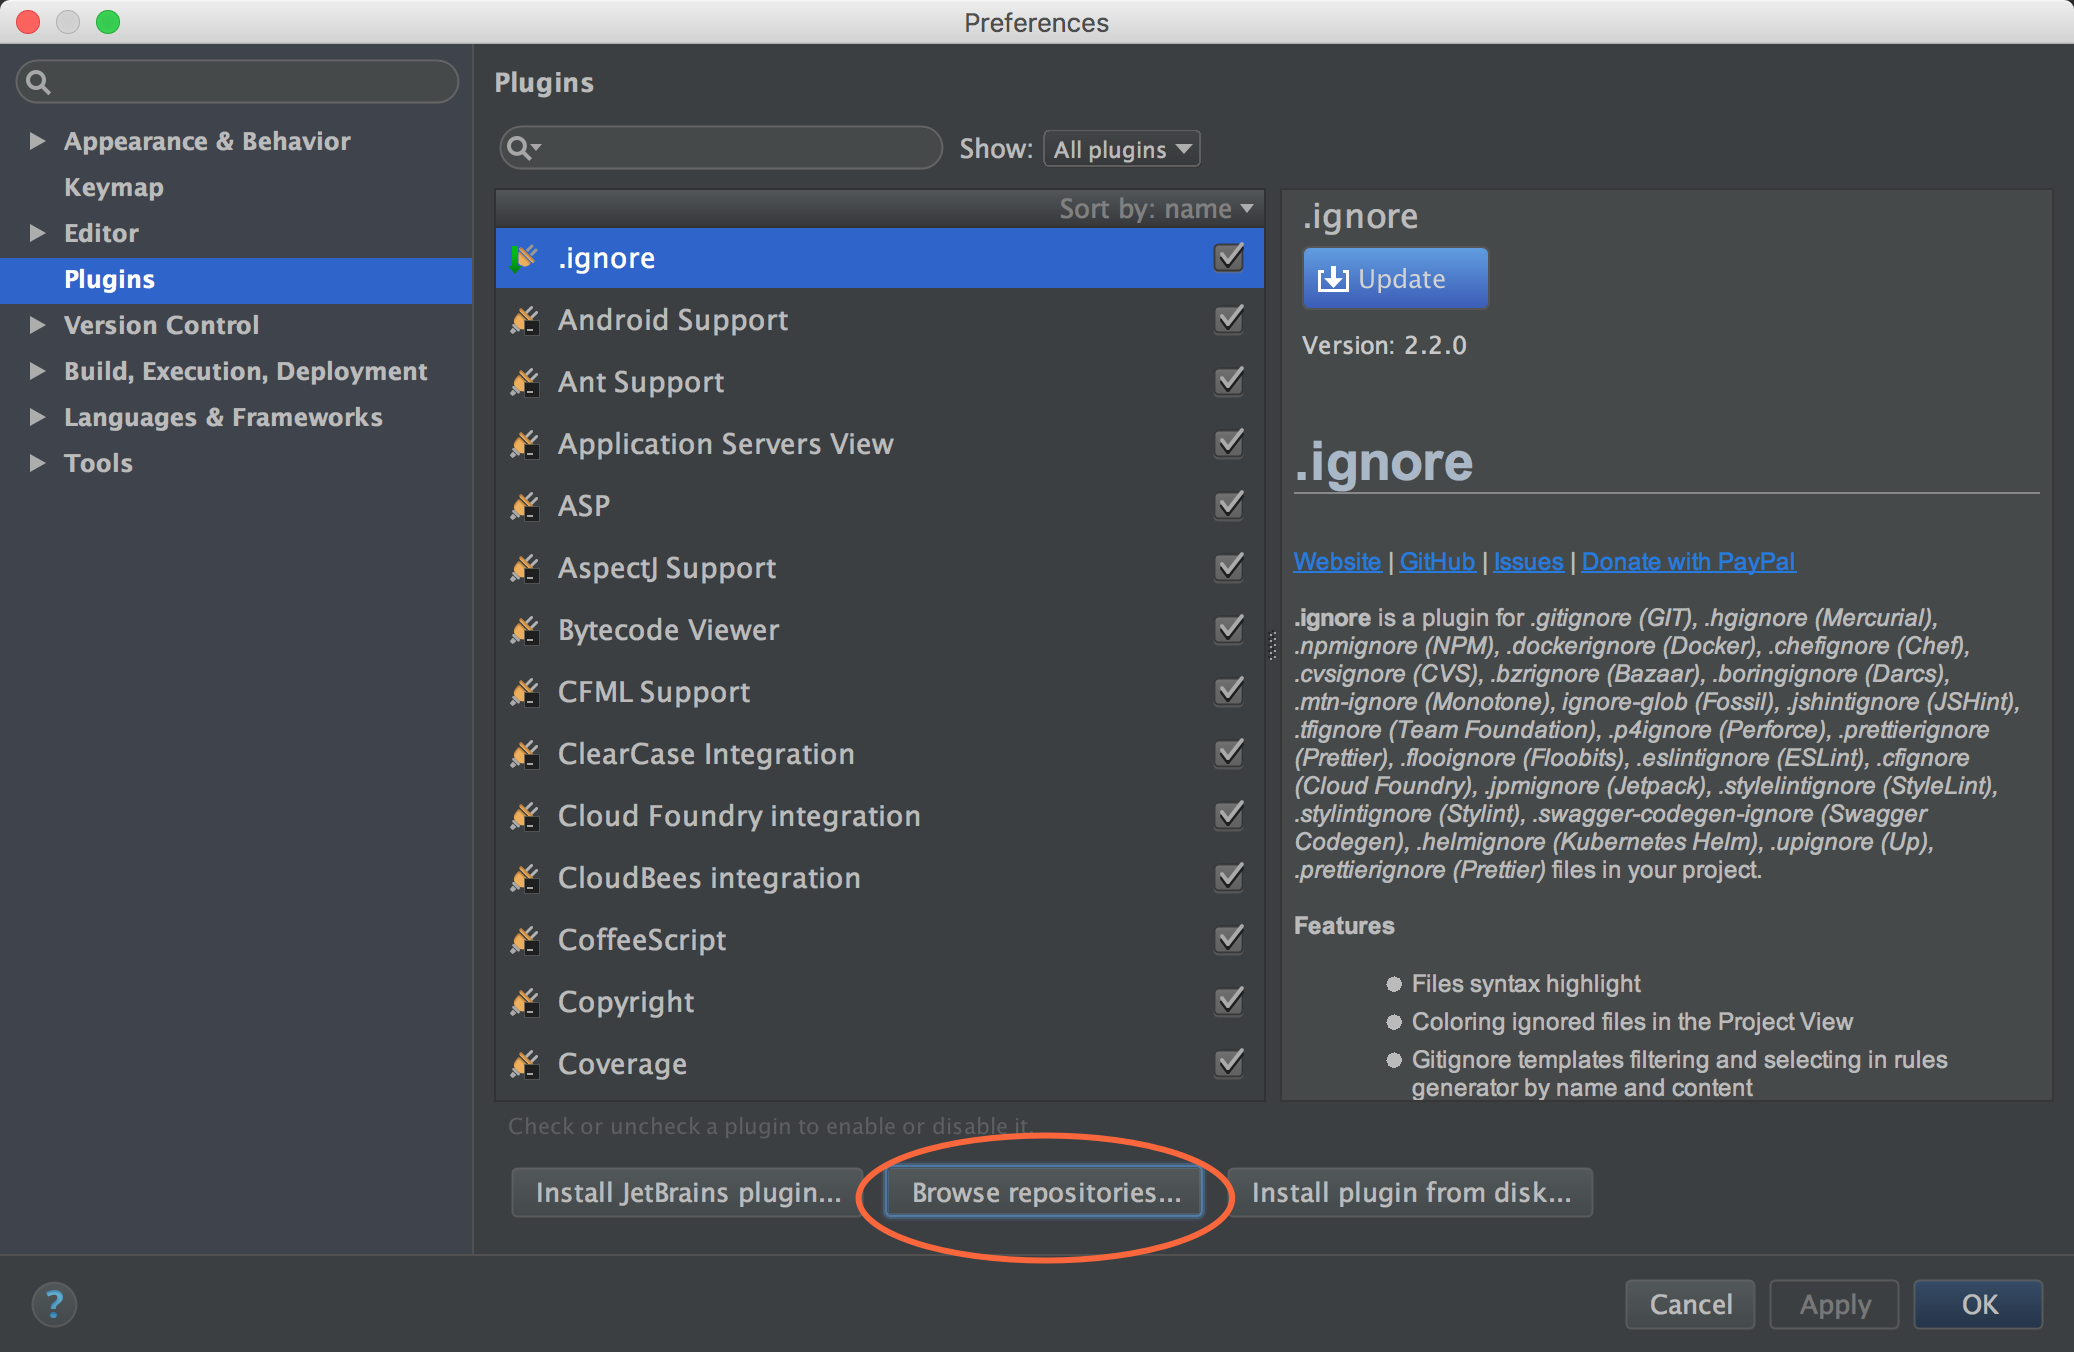 Preferences
Appearance & Behavior
Keymap
Editor
Plugins
Version Control
Build, Execution, Deployment
Languages & Frameworks
Tools
Plugins
Show: All plugins
Sort by: name
.ignore
Android Support
Ant Support
Application Servers View
ASP
AspectJ Support
Bytecode Viewer
CFML Support
ClearCase Integration
Cloud Foundry integration
CloudBees integration
CoffeeScript
Copyright
Coverage
Check or uncheck a plugin to enable or disable it.
Install JetBrains plugin...
Browse repositories...
Install plugin from disk...
.ignore
Update
Version: 2.2.0
.ignore
Website | GitHub | Issues | Donate with PayPal
.ignore is a plugin for .gitignore (GIT), .hgignore (Mercurial),
.npmignore (NPM), .dockerignore (Docker), .chefignore (Chef),
.cvsignore (CVS), .bzrignore (Bazaar), .boringignore (Darcs),
.mtn-ignore (Monotone), ignore-glob (Fossil), .jshintignore (JSHint),
.tfignore (Team Foundation), .p4ignore (Perforce), .prettierignore
(Prettier), .flooignore (Floobits), .eslintignore (ESLint), .cfignore
(Cloud Foundry), .jpmignore (Jetpack), .stylelintignore (StyleLint),
.stylintignore (Stylint), .swagger-codegen-ignore (Swagger
Codegen), .helmignore (Kubernetes Helm), .upignore (Up),
.prettierignore (Prettier) files in your project.
Features
Files syntax highlight
Coloring ignored files in the Project View
Gitignore templates filtering and selecting in rules
generator by name and content
?
Cancel
Apply
OK